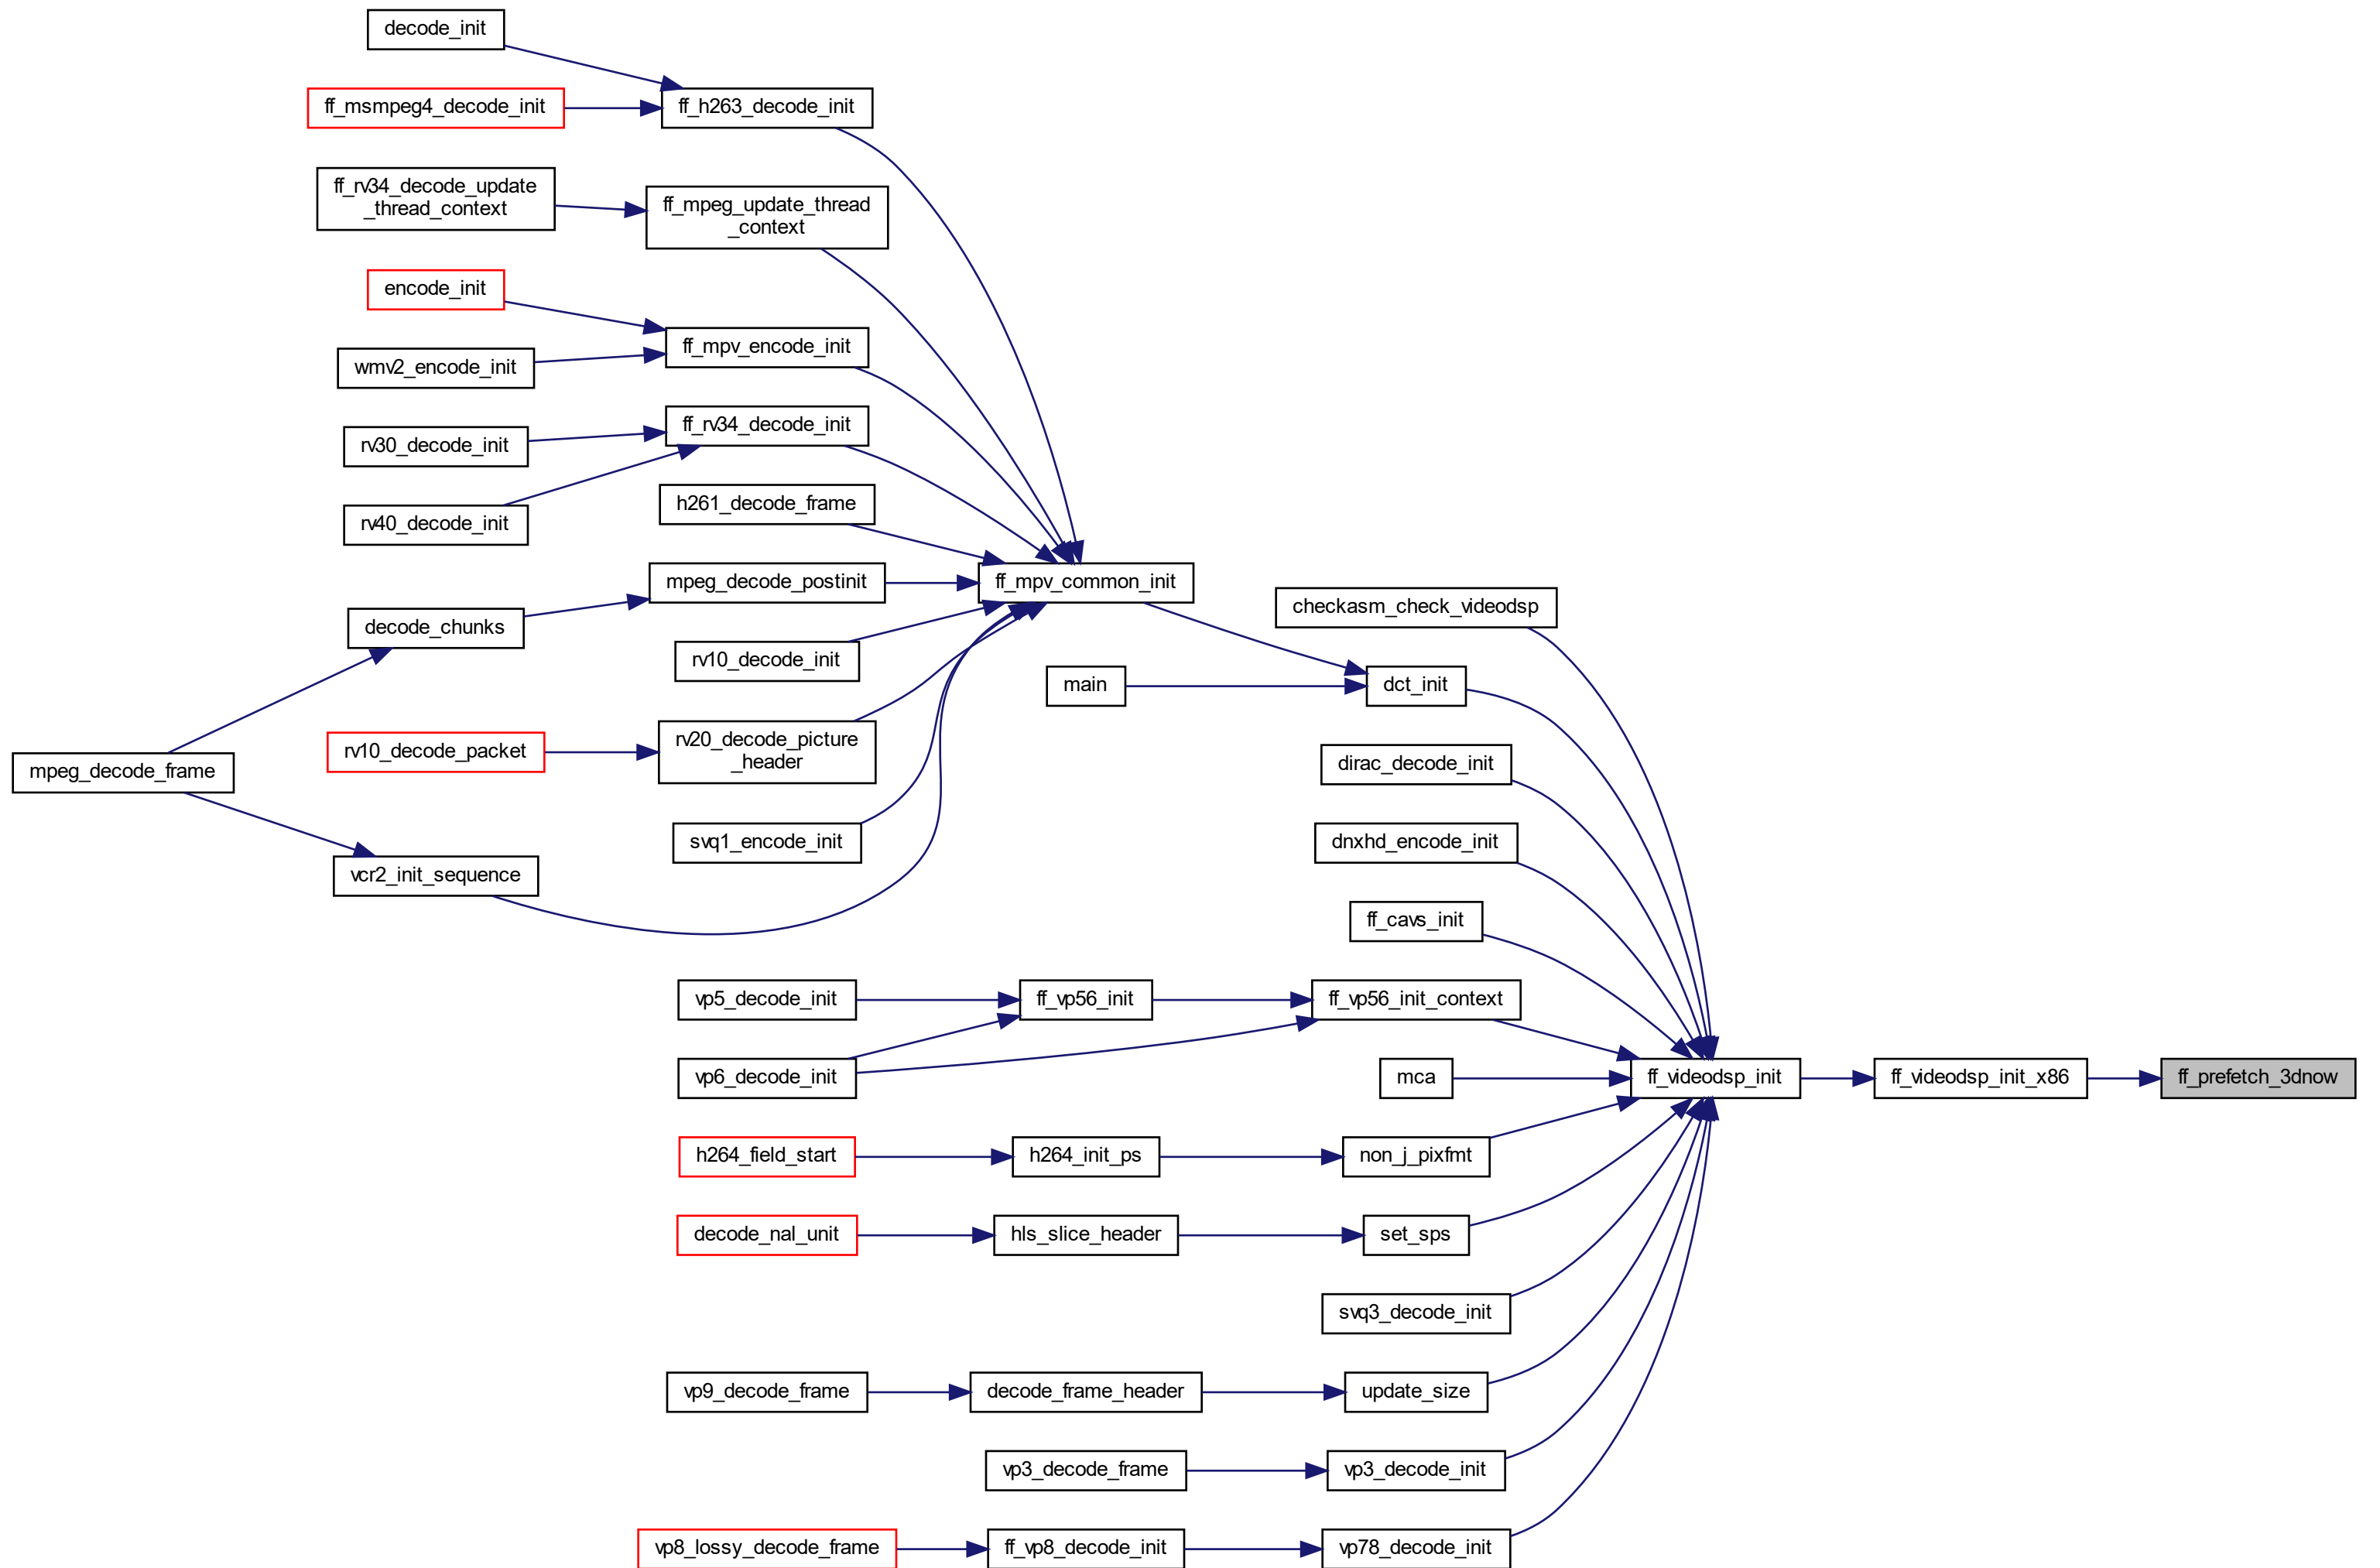 decode_init
ff_msmpeg4_decode_init
ff_h263_decode_init
ff_rv34_decode_update
_thread_context
ff_mpeg_update_thread
_context
encode_init
wmv2_encode_init
ff_mpv_encode_init
rv30_decode_init
rv40_decode_init
ff_rv34_decode_init
h261_decode_frame
mpeg_decode_postinit
ff_mpv_common_init
checkasm_check_videodsp
decode_chunks
rv10_decode_init
main
dct_init
mpeg_decode_frame
rv10_decode_packet
rv20_decode_picture
_header
dirac_decode_init
svq1_encode_init
dnxhd_encode_init
vcr2_init_sequence
ff_cavs_init
vp5_decode_init
ff_vp56_init
ff_vp56_init_context
vp6_decode_init
mca
ff_videodsp_init
ff_videodsp_init_x86
ff_prefetch_3dnow
h264_field_start
h264_init_ps
non_j_pixfmt
decode_nal_unit
hls_slice_header
set_sps
svq3_decode_init
vp9_decode_frame
decode_frame_header
update_size
vp3_decode_frame
vp3_decode_init
vp8_lossy_decode_frame
ff_vp8_decode_init
vp78_decode_init